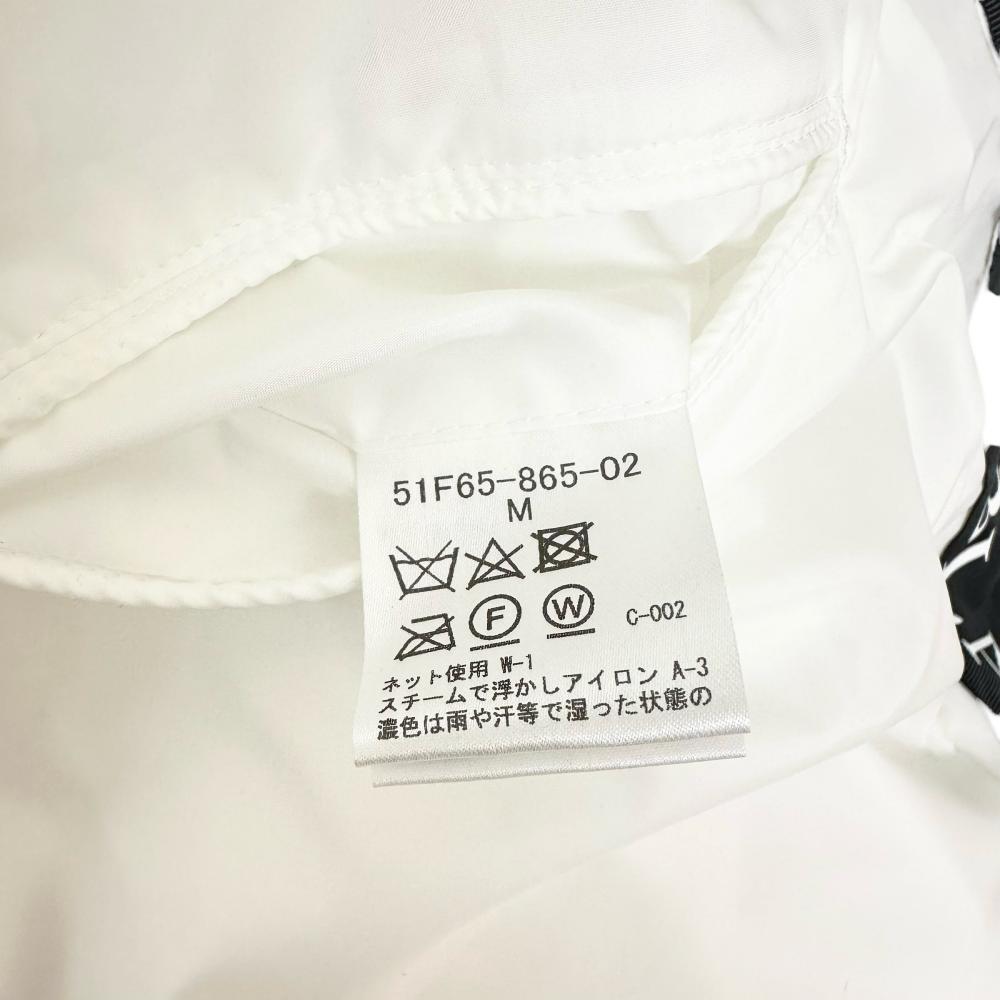 51F65-865-02
M
F W C-002
ネット使用 W-1
スチームで浮かしアイロン A-3
濃色は雨や汗等で湿った状態の